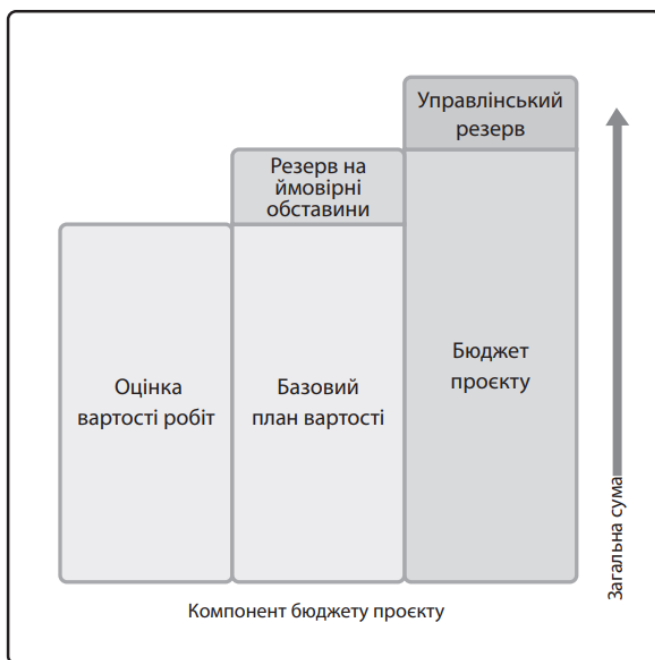 Управлінський
резерв
Резерв на
ймовірні
обставини
Оцінка
вартості робіт
Базовий
план вартості
Бюджет
проєкту
Загальна сума
Компонент бюджету проєкту